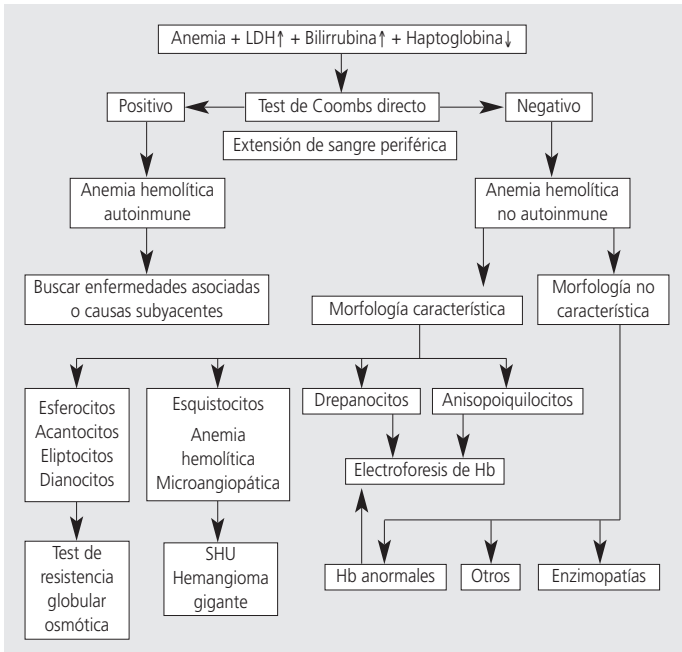 Anemia + LDH↑ + Bilirrubina↑ + Haptoglobina↓
Positivo
Test de Coombs directo
Negativo
Extensión de sangre periférica
Anemia hemolítica
autoinmune
Anemia hemolítica
no autoinmune
Buscar enfermedades asociadas
o causas subyacentes
Morfología característica
Morfología no
característica
Esferocitos
Acantocitos
Eliptocitos
Dianocitos
Esquistocitos
Anemia
hemolítica
Microangiopática
Drepanocitos
Anisopoiquilocitos
Electroforesis de Hb
Test de
resistencia
globular
osmótica
SHU
Hemangioma
gigante
Hb anormales
Otros
Enzimopatías